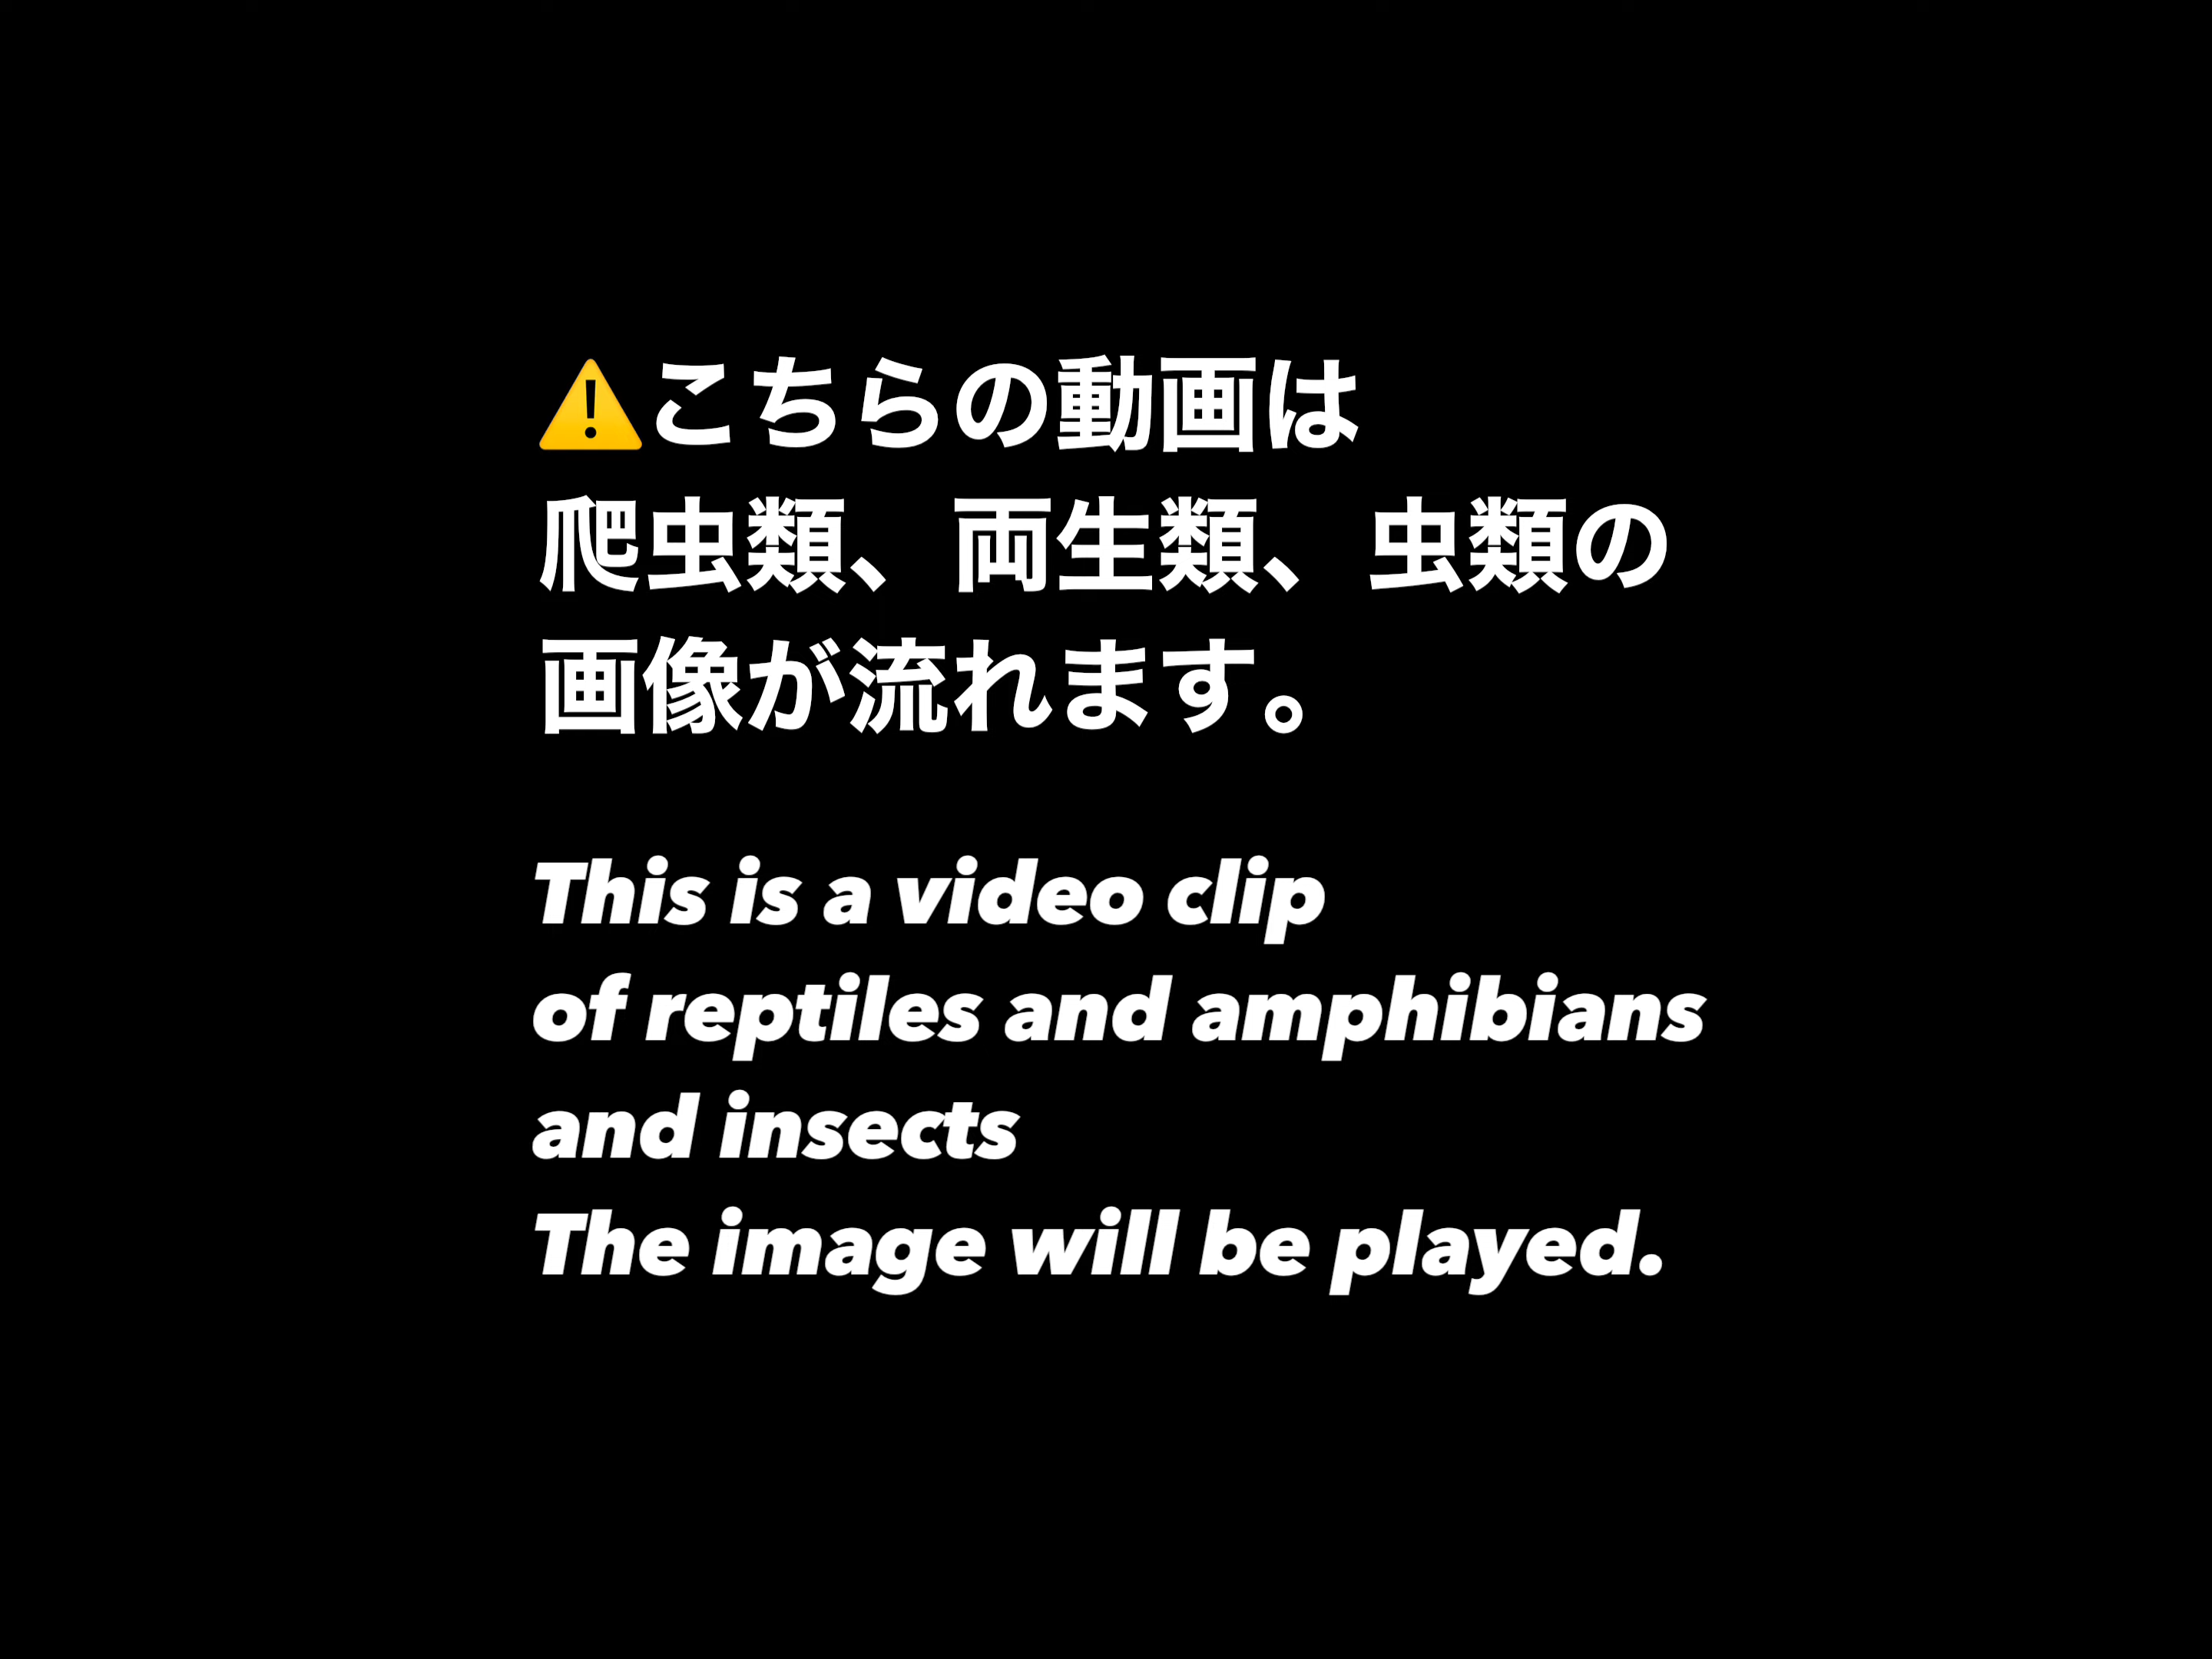 ⚠️こちらの動画は
爬虫類、両生類、虫類の
画像が流れます。
This is a video clip
of reptiles and amphibians
and insects
The image will be played.